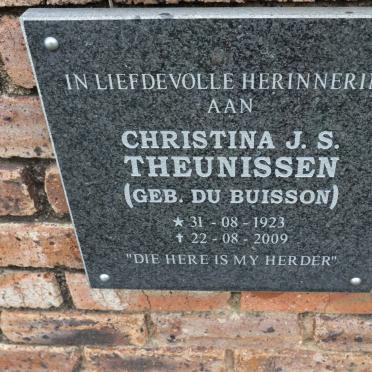 IN LIEFDEVOLLE HERINNERI
AAN
CHRISTINA J. S.
THEUNISSEN
(GEB. DU BUISSON)
★ 31 - 08 - 1923
✝ 22 - 08 - 2009
"DIE HERE IS MY HERDER"